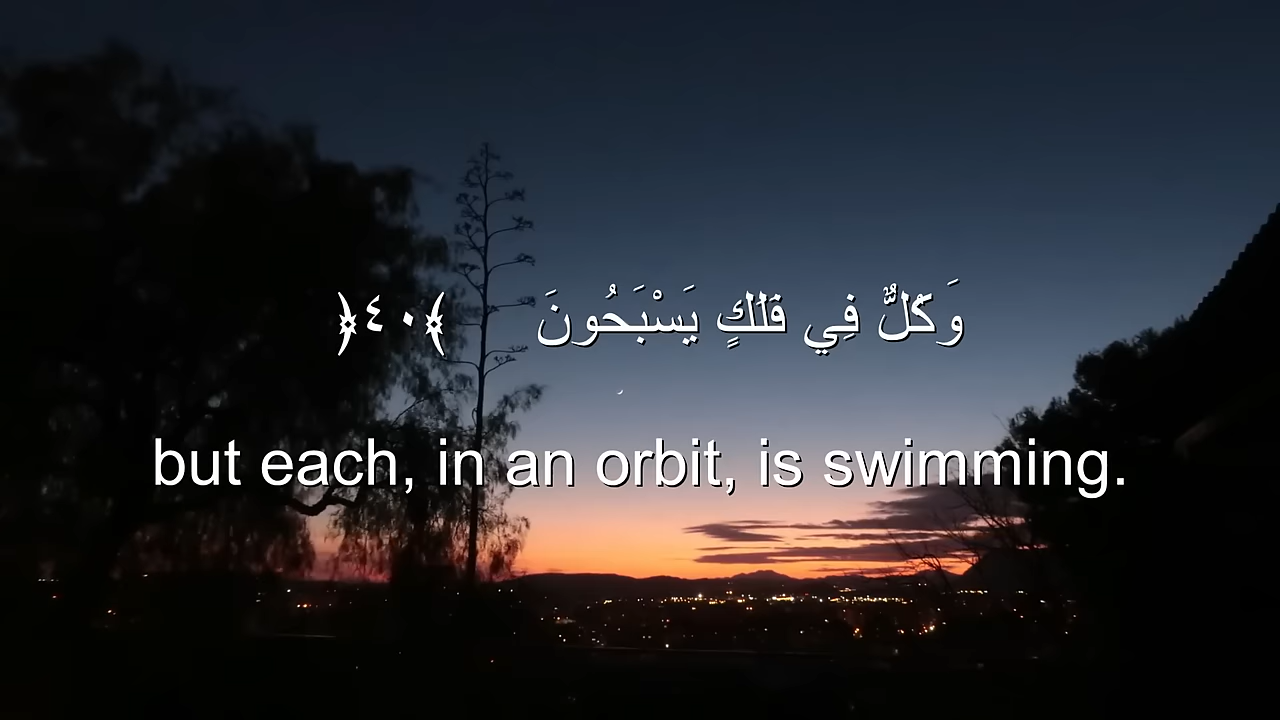 وَكُلٌّ فِي فَلَكٍ يَسْبَحُونَ ﴿٤٠﴾
but each, in an orbit, is swimming.